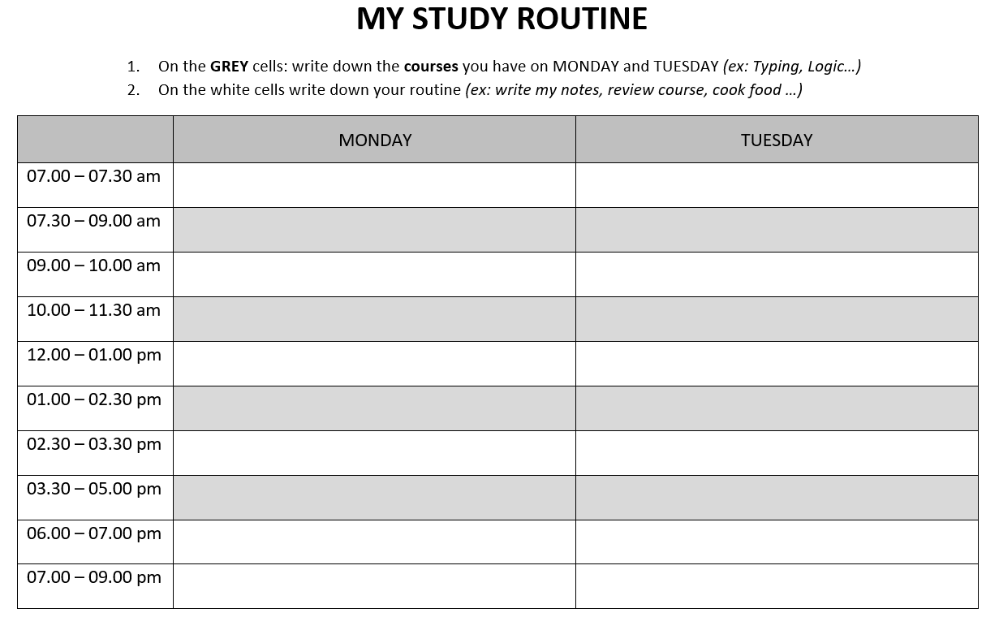 MY STUDY ROUTINE
1. On the GREY cells: write down the courses you have on MONDAY and TUESDAY (ex: Typing, Logic...)
2. On the white cells write down your routine (ex: write my notes, review course, cook food ...)
MONDAY TUESDAY
07.00 – 07.30 am
07.30 – 09.00 am
09.00 – 10.00 am
10.00 – 11.30 am
12.00 – 01.00 pm
01.00 – 02.30 pm
02.30 – 03.30 pm
03.30 – 05.00 pm
06.00 – 07.00 pm
07.00 – 09.00 pm